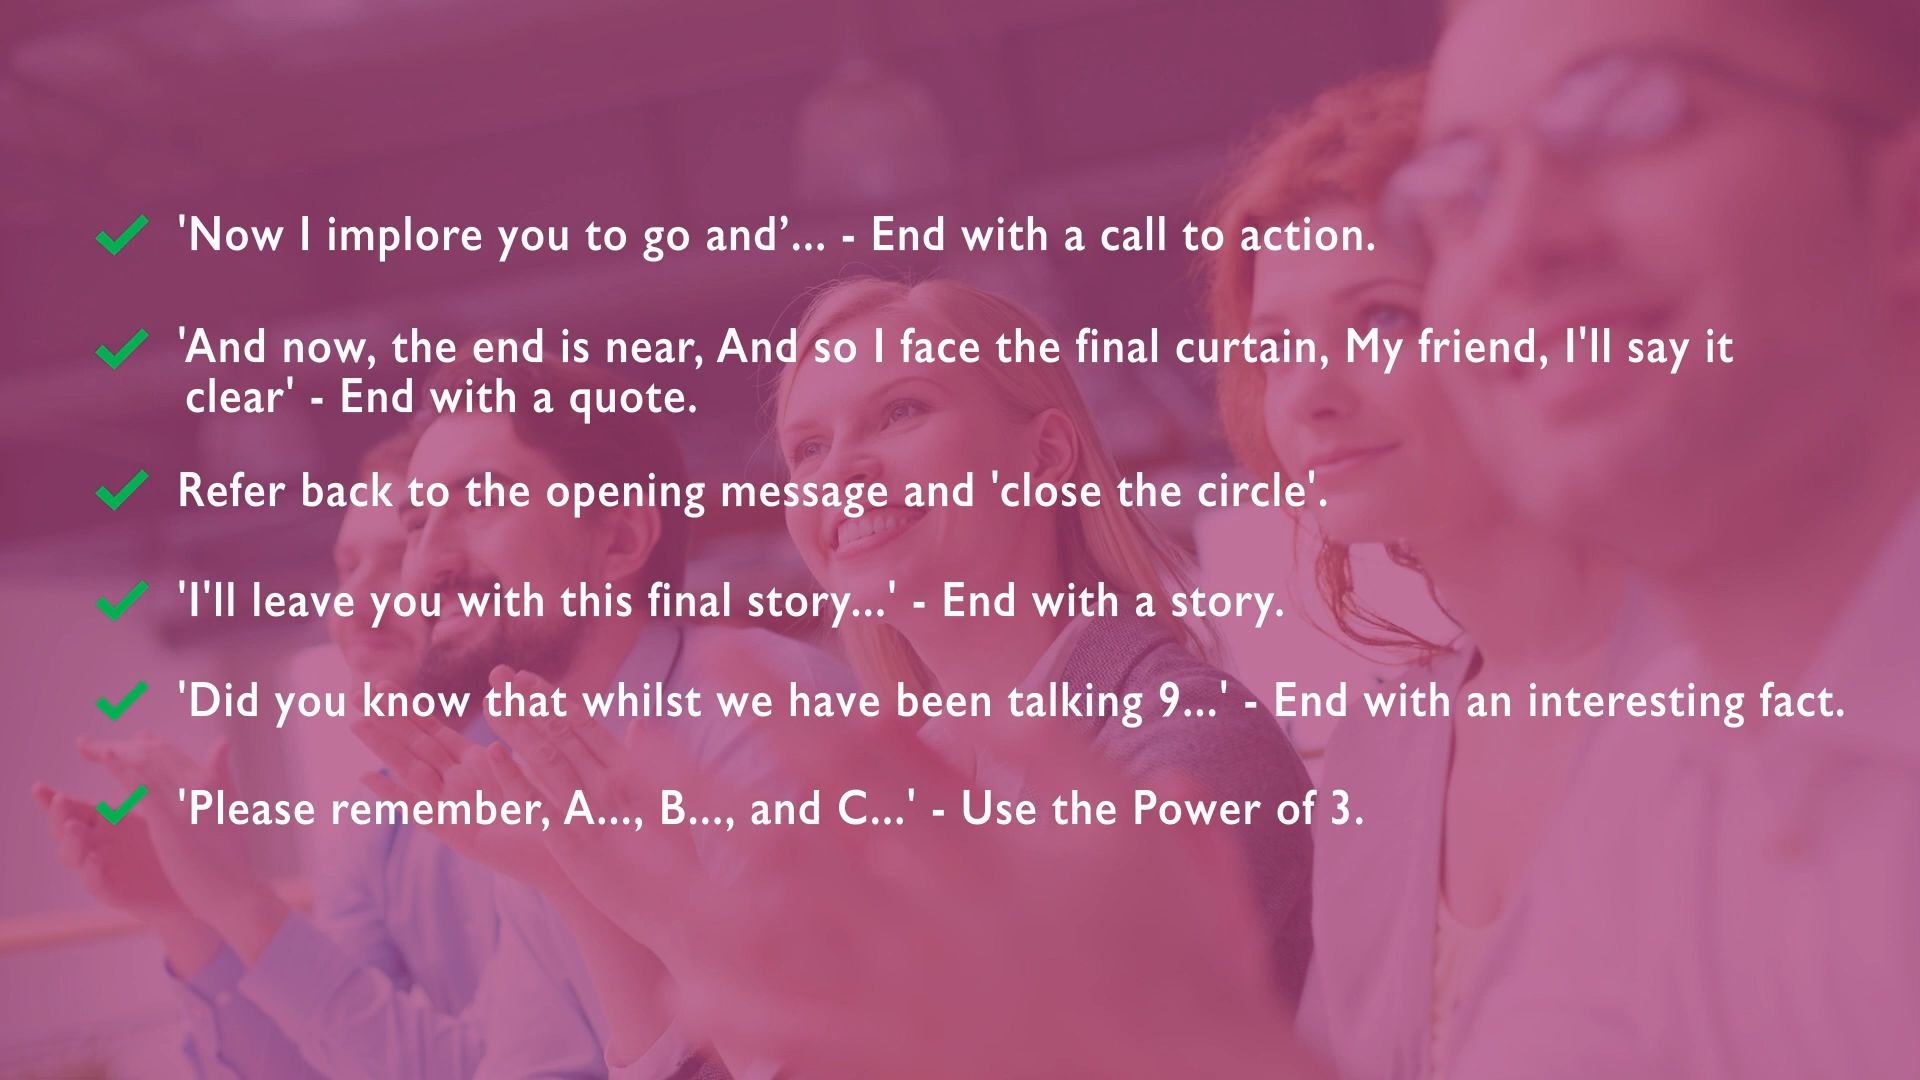 'Now I implore you to go and’... - End with a call to action.
'And now, the end is near, And so I face the final curtain, My friend, I'll say it
clear' - End with a quote.
Refer back to the opening message and 'close the circle'.
'I'll leave you with this final story...' - End with a story.
'Did you know that whilst we have been talking 9...' - End with an interesting fact.
'Please remember, A..., B..., and C...' - Use the Power of 3.